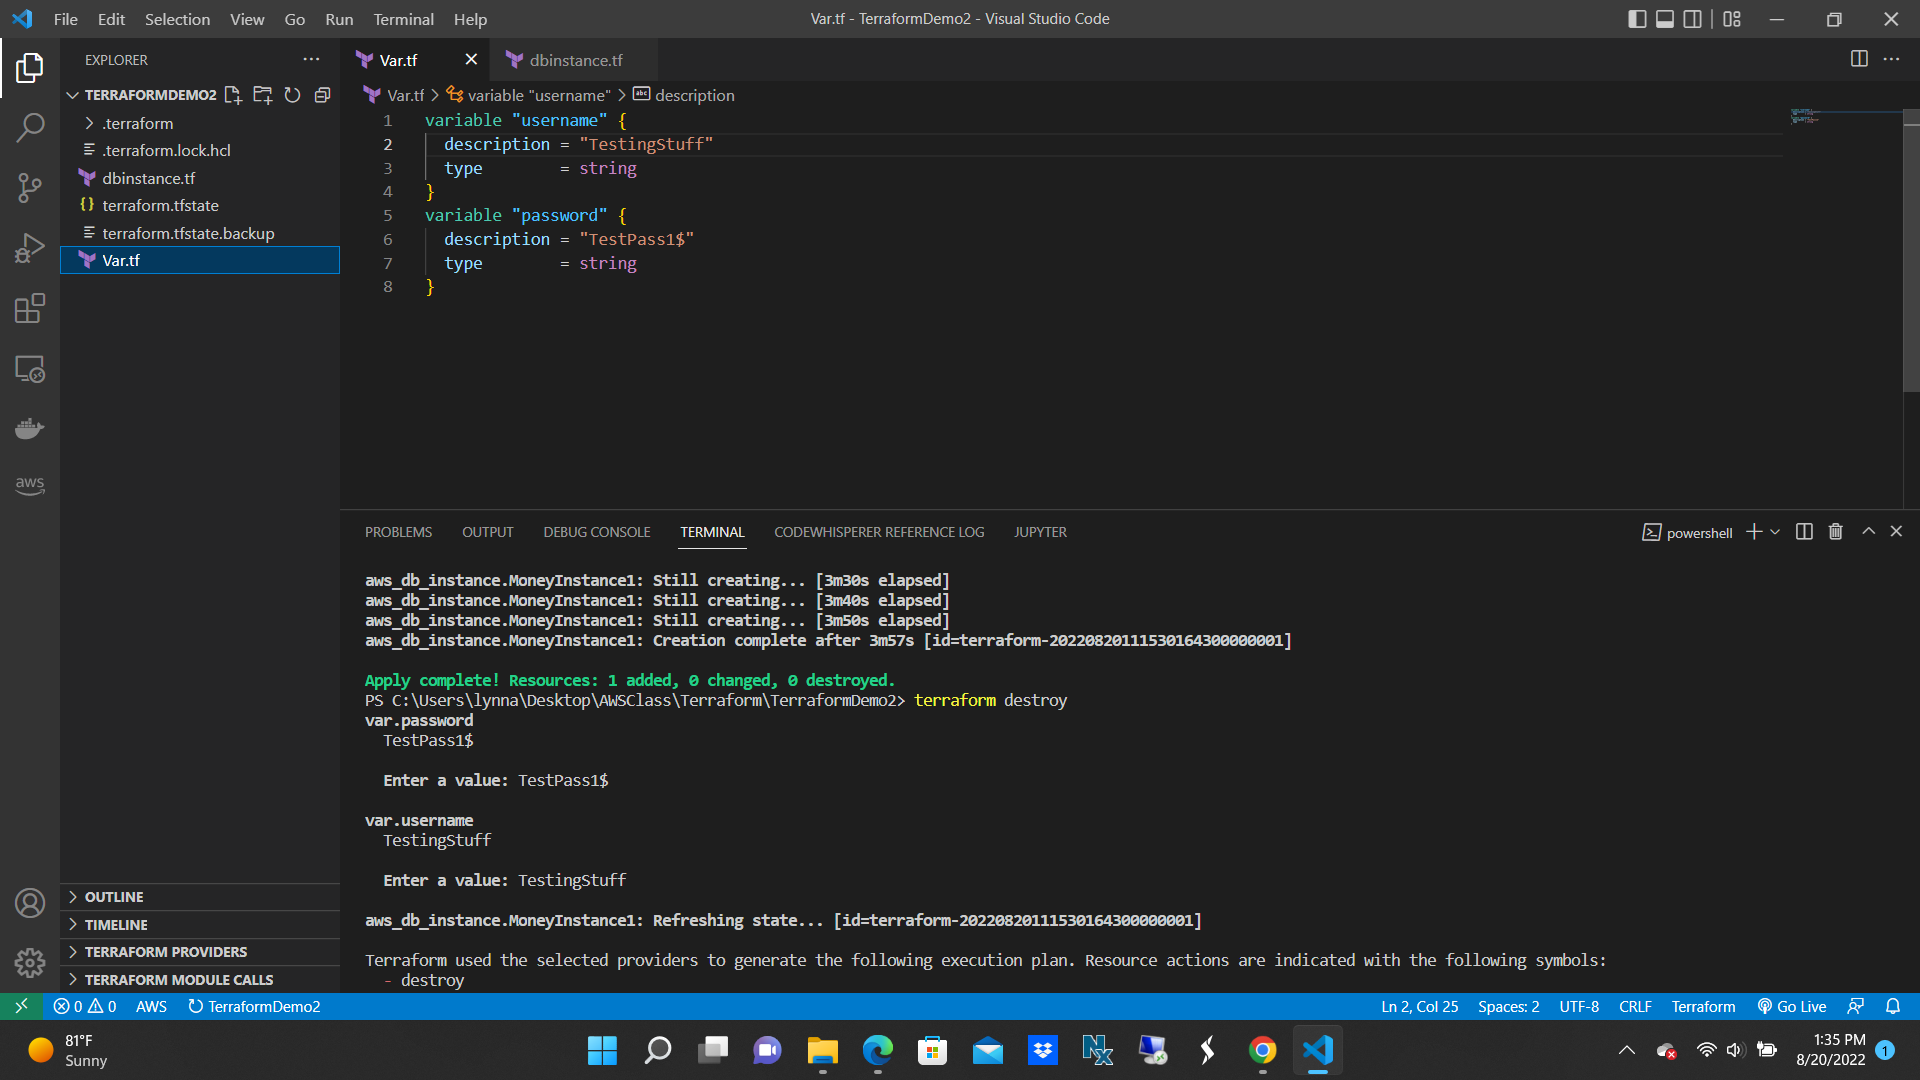 File Edit Selection View Go Run Terminal Help
Var.tf - TerraformDemo2 - Visual Studio Code
EXPLORER
TERRAFORMDEMO2
.terraform
.terraform.lock.hcl
dbinstance.tf
terraform.tfstate
terraform.tfstate.backup
Var.tf
aws
OUTLINE
TIMELINE
TERRAFORM PROVIDERS
TERRAFORM MODULE CALLS
Var.tf dbinstance.tf
Var.tf > variable "username" > abc description
1 variable "username" {
2 description = "TestingStuff"
3 type = string
4 }
5 variable "password" {
6 description = "TestPass1$"
7 type = string
8 }
PROBLEMS OUTPUT DEBUG CONSOLE TERMINAL CODEWHISPERER REFERENCE LOG JUPYTER
powershell
aws_db_instance.MoneyInstance1: Still creating... [3m30s elapsed]
aws_db_instance.MoneyInstance1: Still creating... [3m40s elapsed]
aws_db_instance.MoneyInstance1: Still creating... [3m50s elapsed]
aws_db_instance.MoneyInstance1: Creation complete after 3m57s [id=terraform-20220820111530164300000001]
Apply complete! Resources: 1 added, 0 changed, 0 destroyed.
PS C:\Users\lynna\Desktop\AWSClass\Terraform\TerraformDemo2> terraform destroy
var.password
TestPass1$
Enter a value: TestPass1$
var.username
TestingStuff
Enter a value: TestingStuff
aws_db_instance.MoneyInstance1: Refreshing state... [id=terraform-20220820111530164300000001]
Terraform used the selected providers to generate the following execution plan. Resource actions are indicated with the following symbols:
- destroy
0 0 AWS TerraformDemo2
Ln 2, Col 25 Spaces: 2 UTF-8 CRLF Terraform Go Live
81°F
Sunny
Nx
1:35 PM
8/20/2022
1